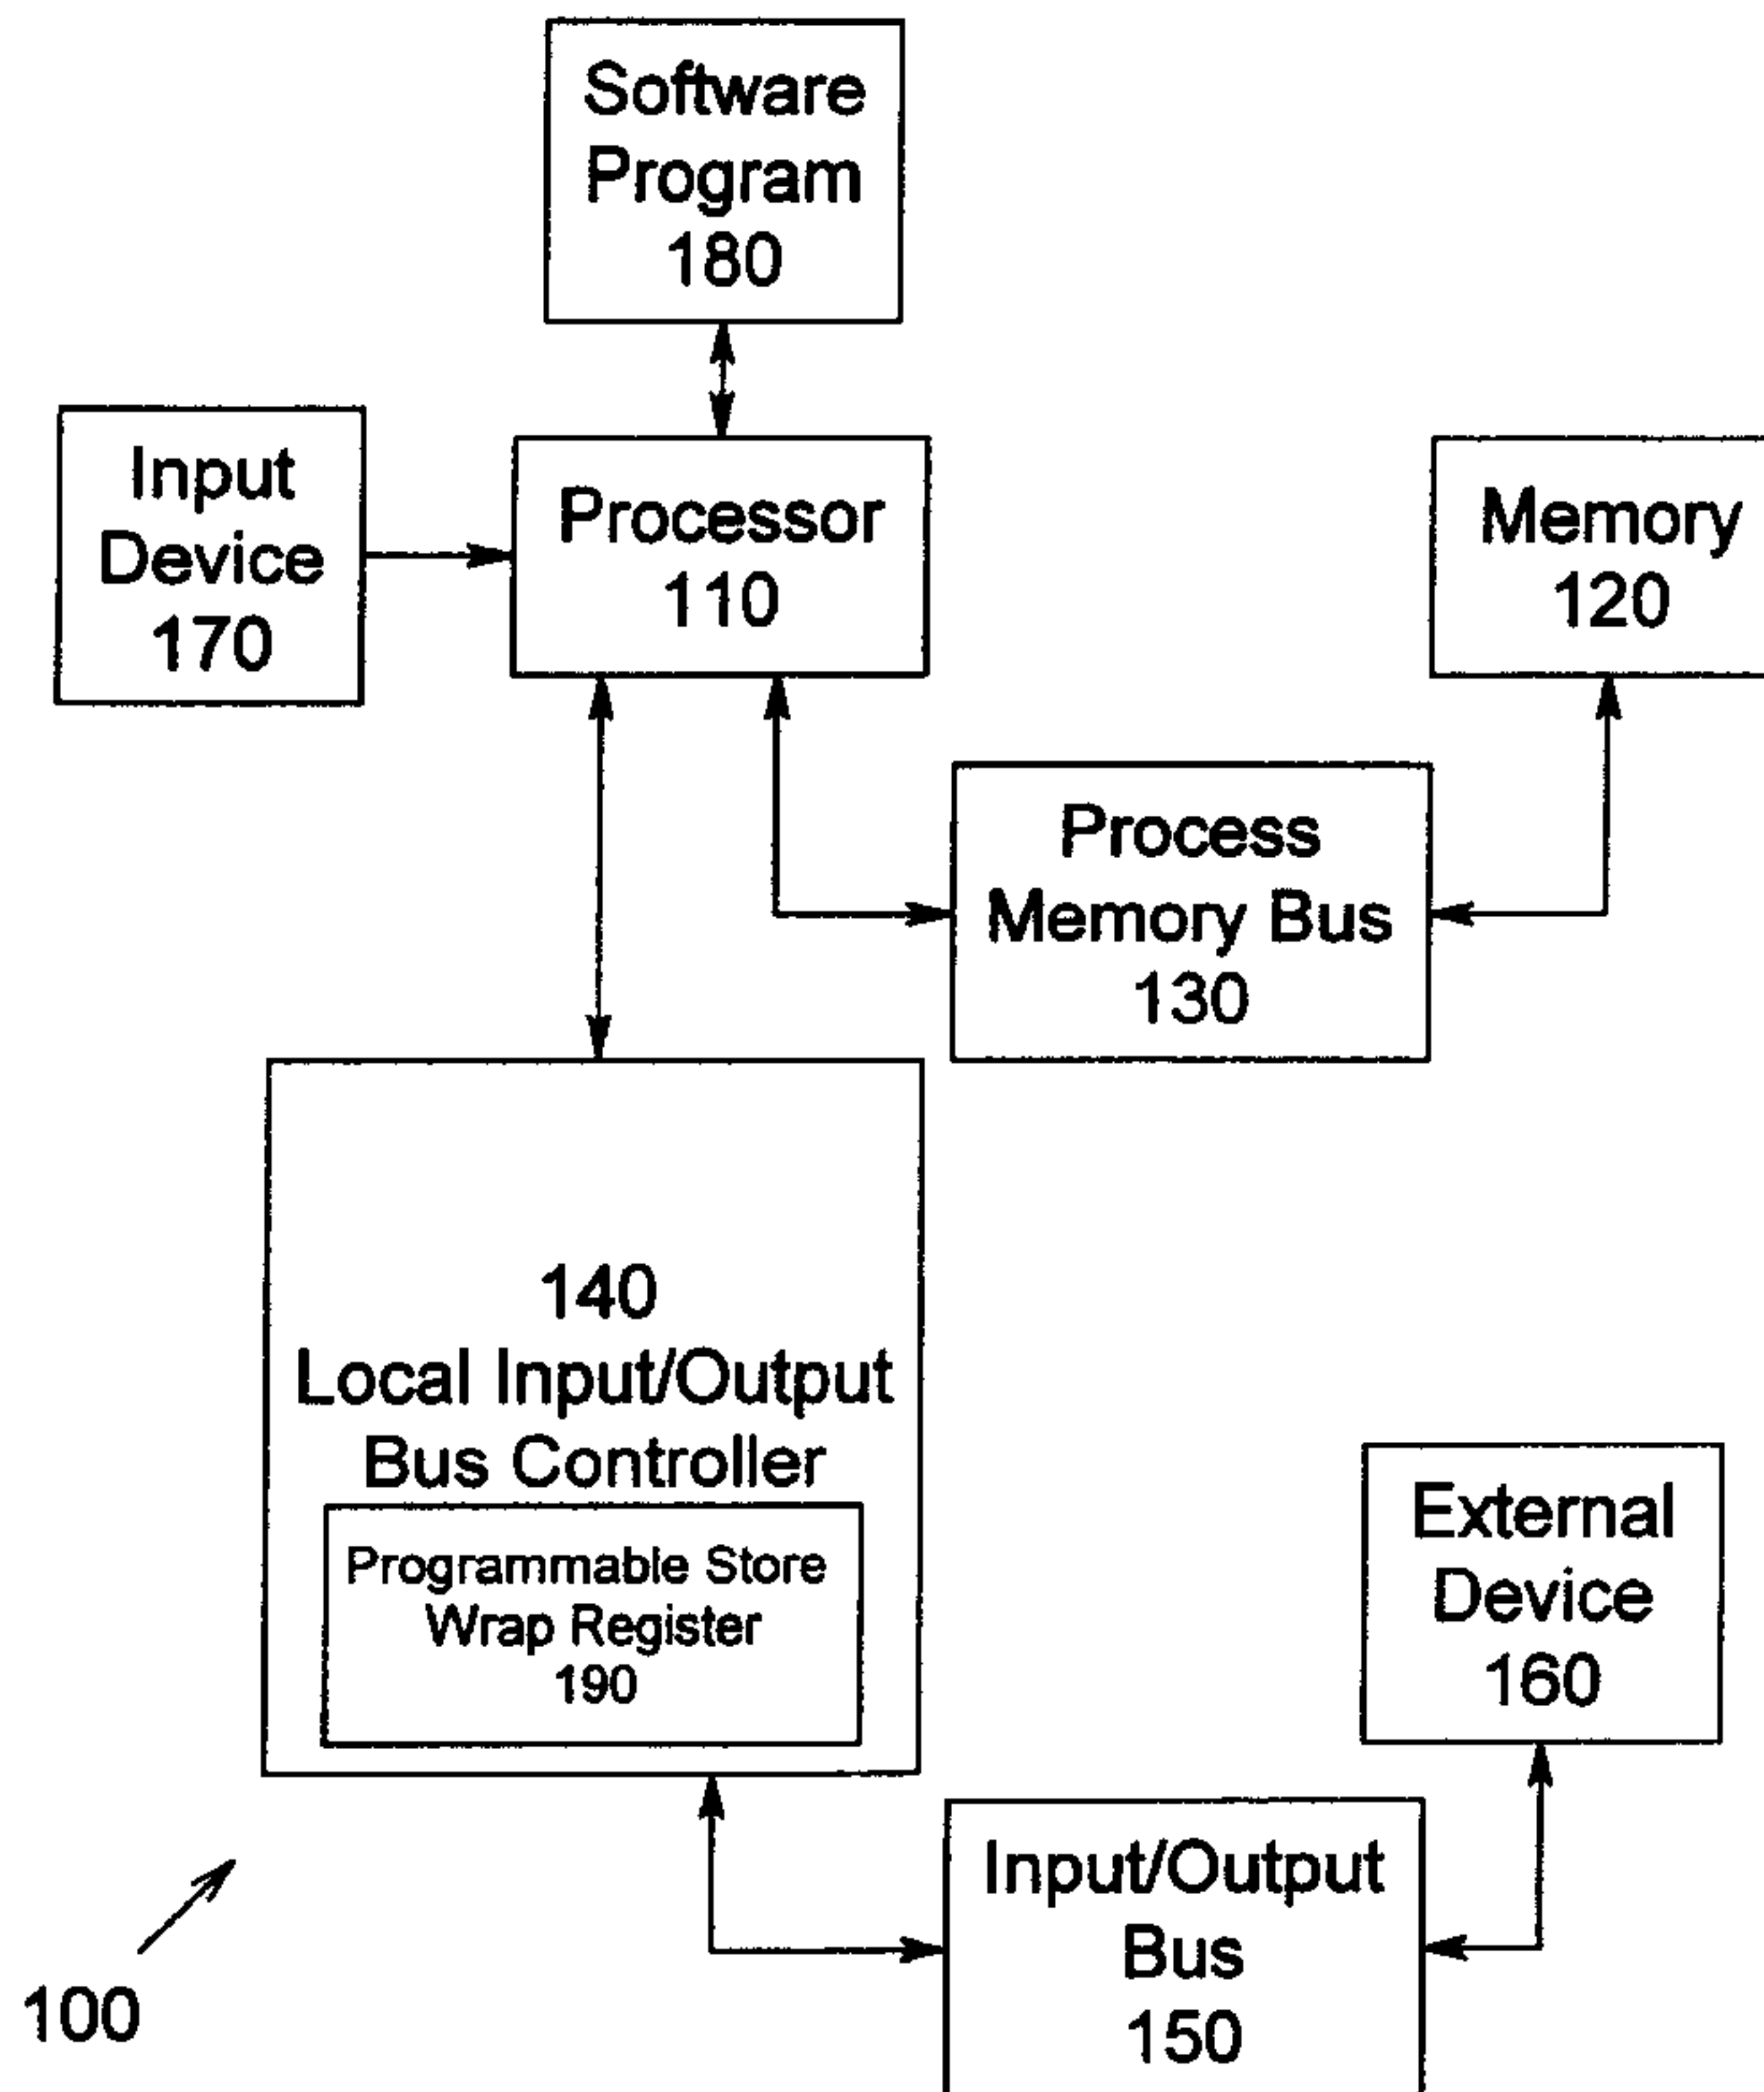 Software
Program
180
Input
Device
170
Processor
110
Memory
120
Process
Memory Bus
130
140
Local Input/Output
Bus Controller
Programmable Store
Wrap Register
190
External
Device
160
Input/Output
Bus
150
100